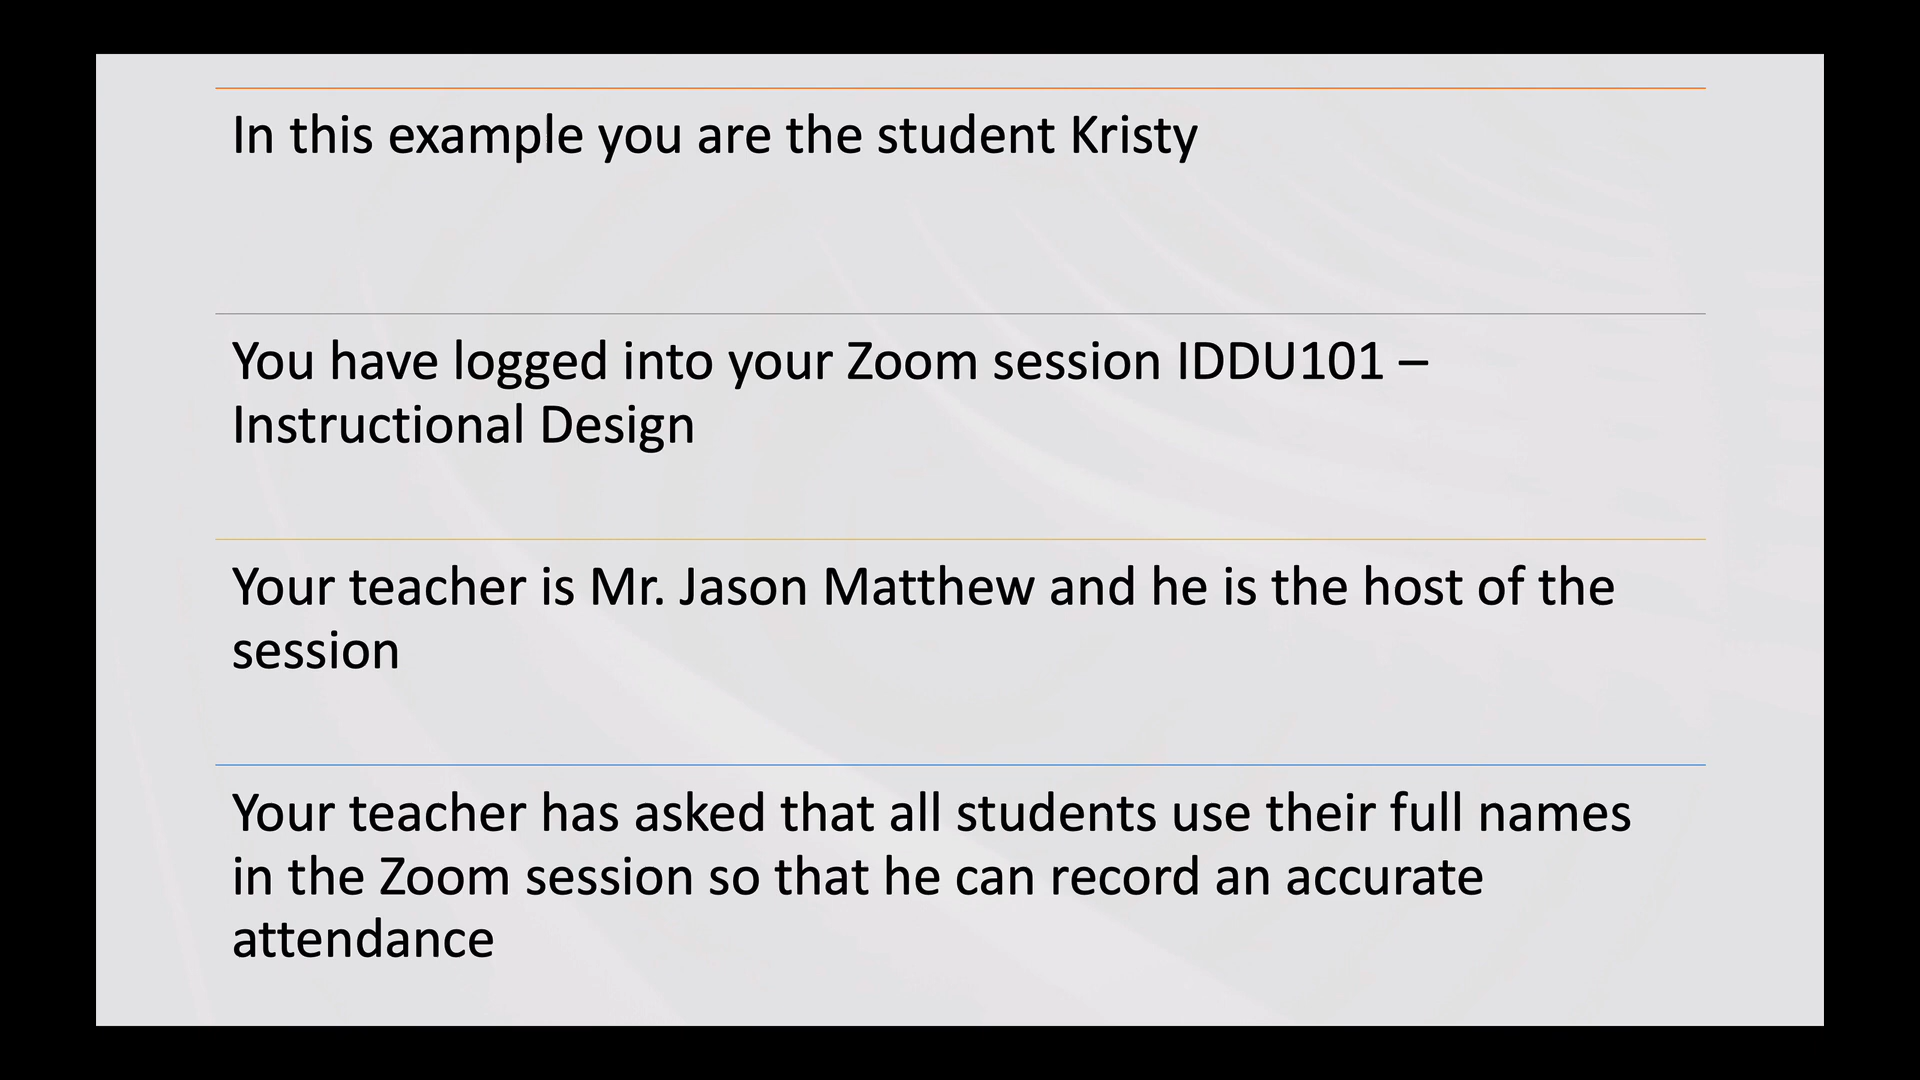 In this example you are the student Kristy
You have logged into your Zoom session IDDU101 –
Instructional Design
Your teacher is Mr. Jason Matthew and he is the host of the
session
Your teacher has asked that all students use their full names
in the Zoom session so that he can record an accurate
attendance